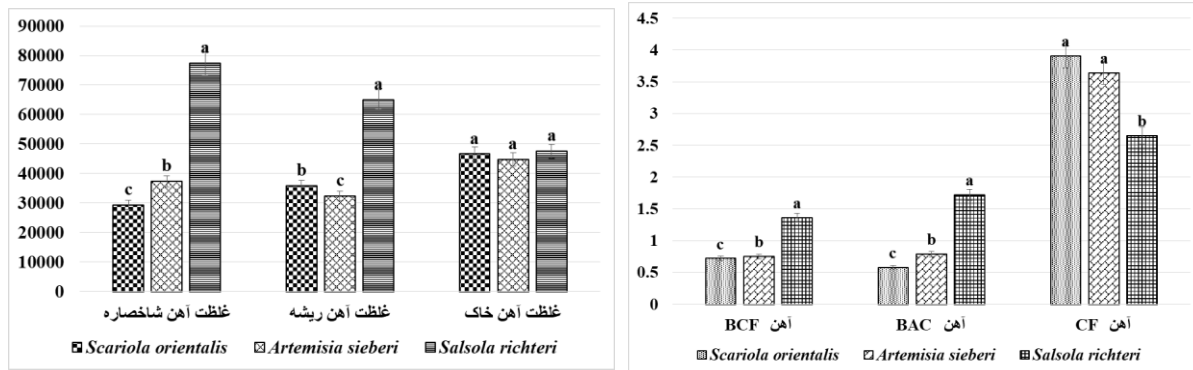 90000
80000
70000
60000
50000
40000
30000
20000
10000
0
c b a
b c a
a a a
غلظت آهن شاخصاره
غلظت آهن ریشه
غلظت آهن خاک
Scariola orientalis
Artemisia sieberi
Salsola richteri
4.5
4
3.5
3
2.5
2
1.5
1
0.5
0
c b a
c b a
a a b
BCF آهن
BAC آهن
CF آهن
Scariola orientalis
Artemisia sieberi
Salsola richteri